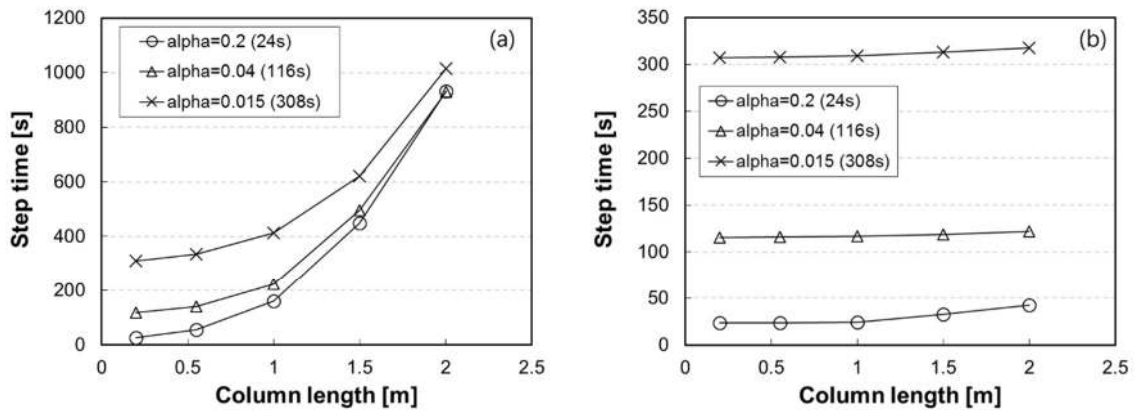 (a)
alpha=0.2 (24s)
alpha=0.04 (116s)
alpha=0.015 (308s)
Step time [s]
1200
1000
800
600
400
200
0
0 0.5 1 1.5 2 2.5
Column length [m]
(b)
alpha=0.2 (24s)
alpha=0.04 (116s)
alpha=0.015 (308s)
Step time [s]
350
300
250
200
150
100
50
0
0 0.5 1 1.5 2 2.5
Column length [m]